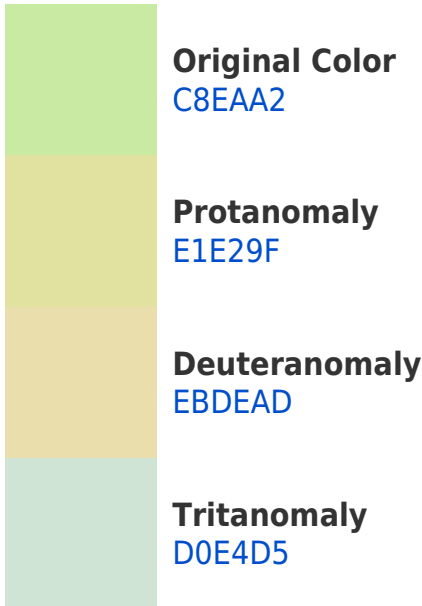 Original Color
C8EAA2
Protanomaly
E1E29F
Deuteranomaly
EBDEAD
Tritanomaly
D0E4D5